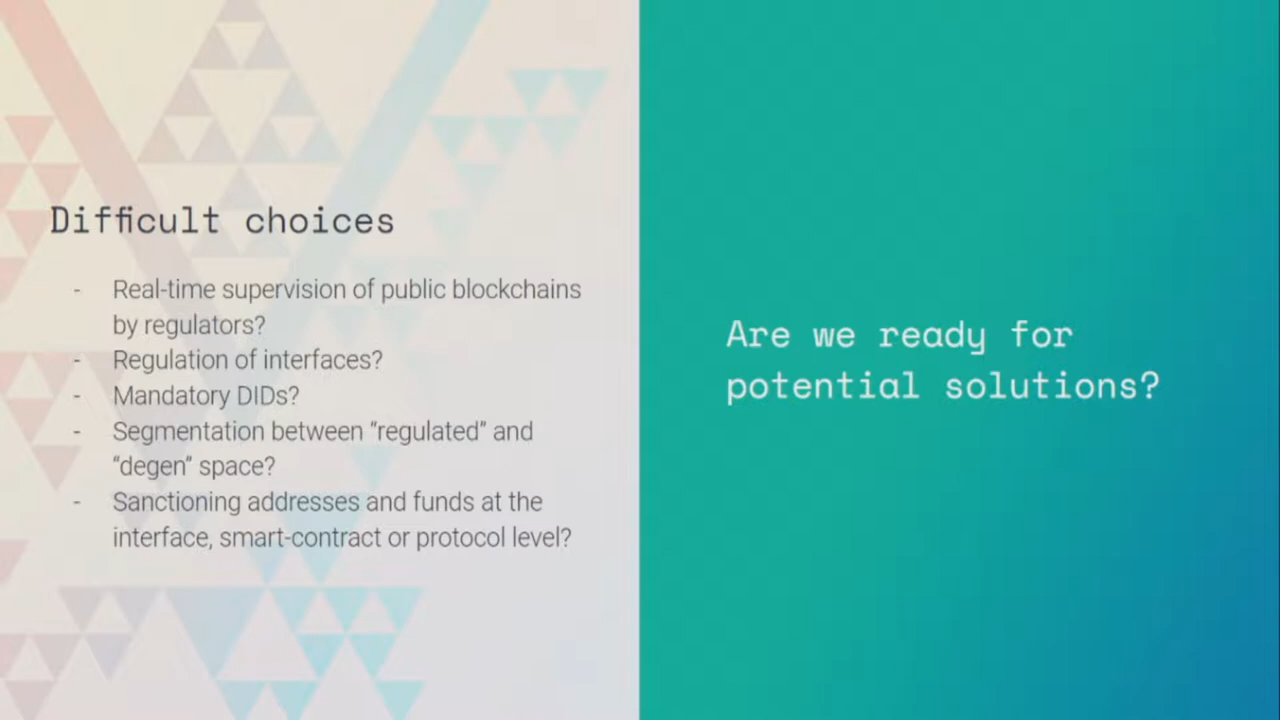 Difficult choices
- Real-time supervision of public blockchains
by regulators?
- Regulation of interfaces?
- Mandatory DIDs?
- Segmentation between “regulated” and
“degen” space?
- Sanctioning addresses and funds at the
interface, smart-contract or protocol level?
Are we ready for
potential solutions?